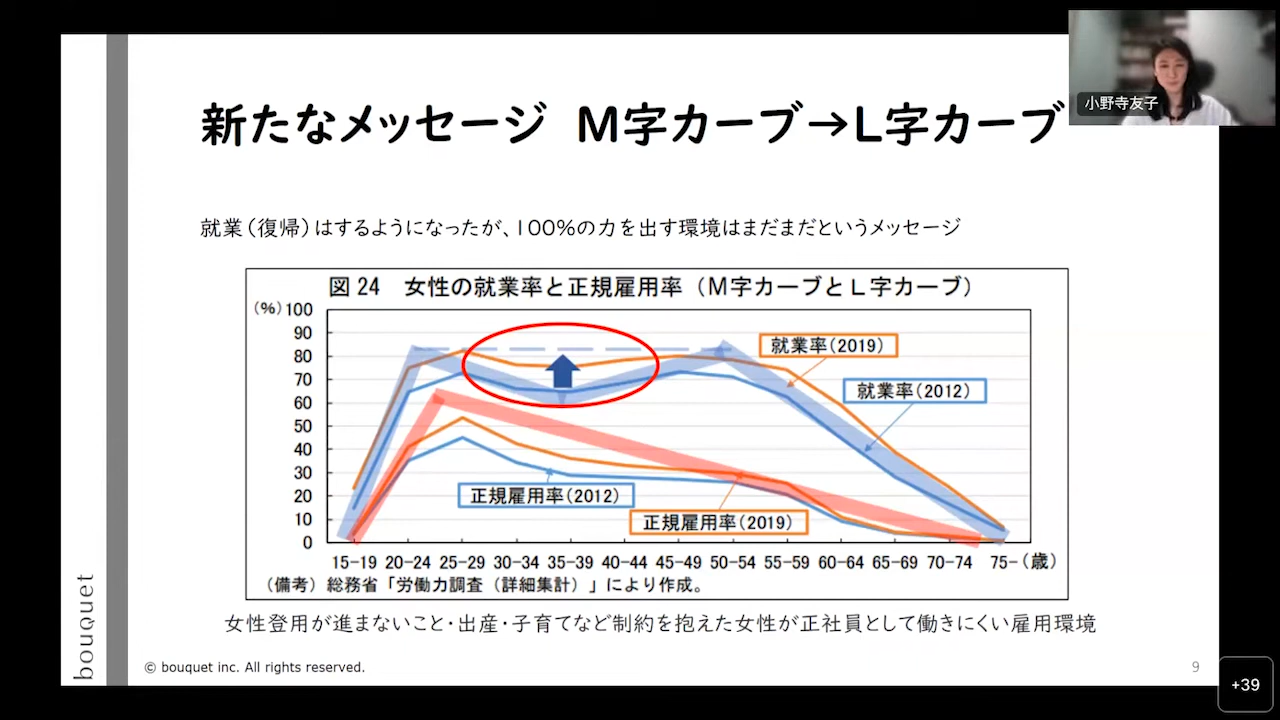 新たなメッセージ M字カーブ→L字カーブ
小野寺友子
就業（復帰）はするようになったが、100%の力を出す環境はまだまだというメッセージ
図24 女性の就業率と正規雇用率（M字カーブとL字カーブ）
(%)
100
90
80
70
60
50
40
30
20
10
0
就業率(2019)
就業率(2012)
正規雇用率(2012)
正規雇用率(2019)
15-19 20-24 25-29 30-34 35-39 40-44 45-49 50-54 55-59 60-64 65-69 70-74 75- (歳)
（備考）総務省「労働力調査（詳細集計）」により作成。
女性登用が進まないこと・出産・子育てなど制約を抱えた女性が正社員として働きにくい雇用環境
bouquet
© bouquet inc. All rights reserved.
9
+39